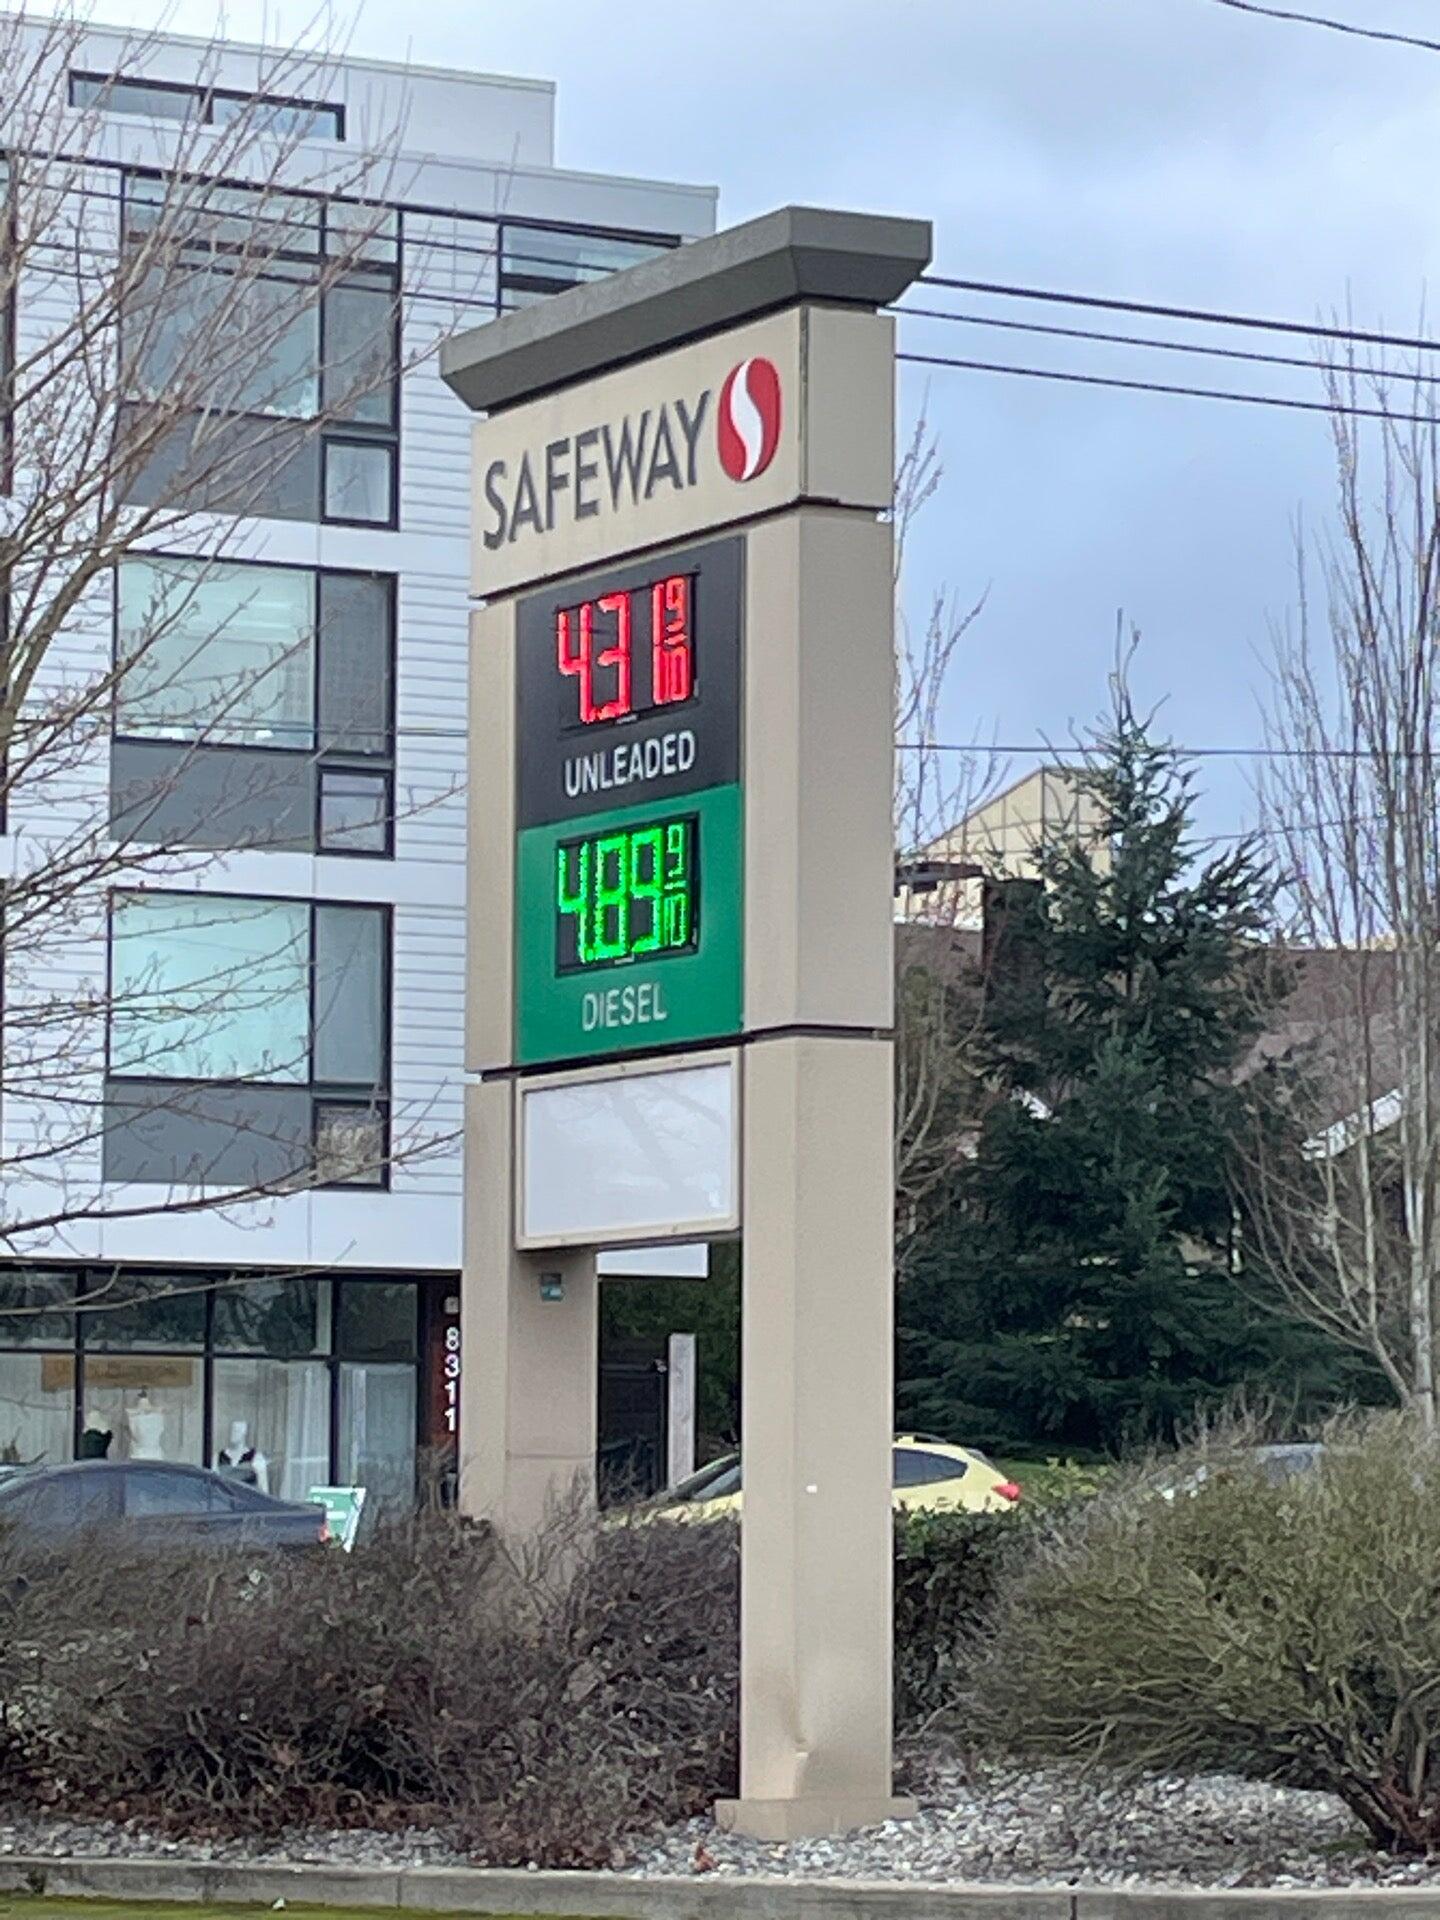 SAFEWAY
4.31 9/10
UNLEADED
4.89 9/10
DIESEL
8311